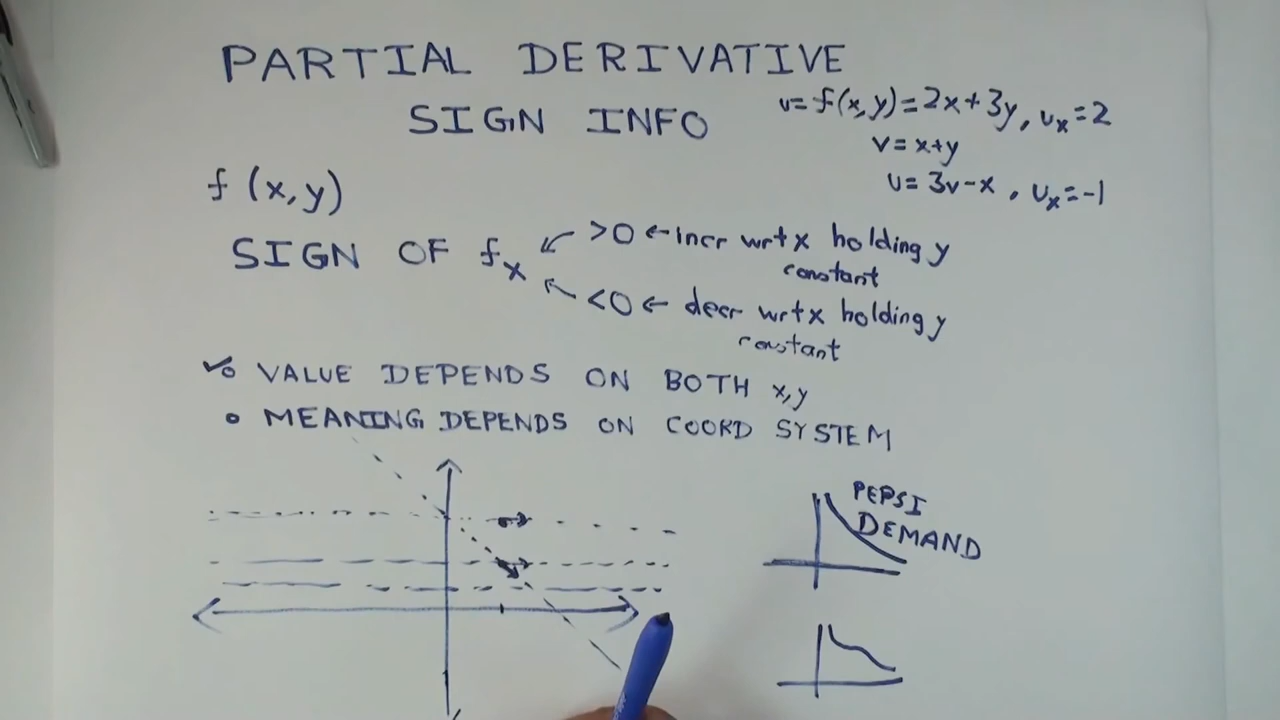 PARTIAL DERIVATIVE
SIGN INFO
u=f(x,y)=2x+3y, ux=2
v=x+y
u=3v-x, ux=-1
f(x,y)
SIGN OF fx
>0 ← incr wrt x holding y
constant
<0 ← decr wrt x holding y
constant
VALUE DEPENDS ON BOTH x,y
MEANING DEPENDS ON COORD SYSTEM
PEPSI
DEMAND